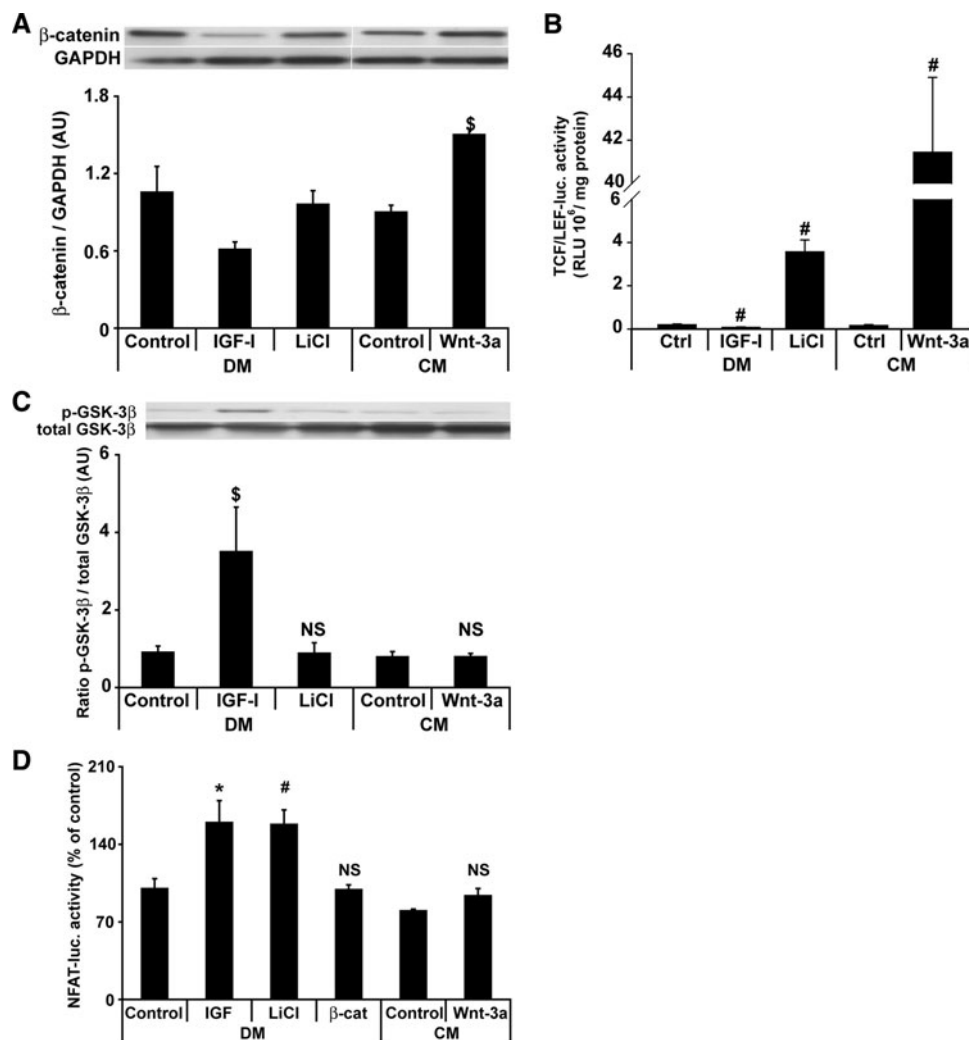 A
β-catenin
GAPDH
β-catenin / GAPDH (AU)
1.8
1.2
0.6
0
$
Control IGF-I LiCl Control Wnt-3a
DM CM
B
TCF/LEF-luc. activity
(RLU 10⁶/ mg protein)
46
44
42
40
6
4
2
0
# # #
Ctrl IGF-I LiCl Ctrl Wnt-3a
DM CM
C
p-GSK-3β
total GSK-3β
Ratio p-GSK-3β / total GSK-3β (AU)
6
4
2
0
$ NS NS
Control IGF-I LiCl Control Wnt-3a
DM CM
D
NFAT-luc. activity (% of control)
210
140
70
0
* # NS NS
Control IGF LiCl β-cat Control Wnt-3a
DM CM